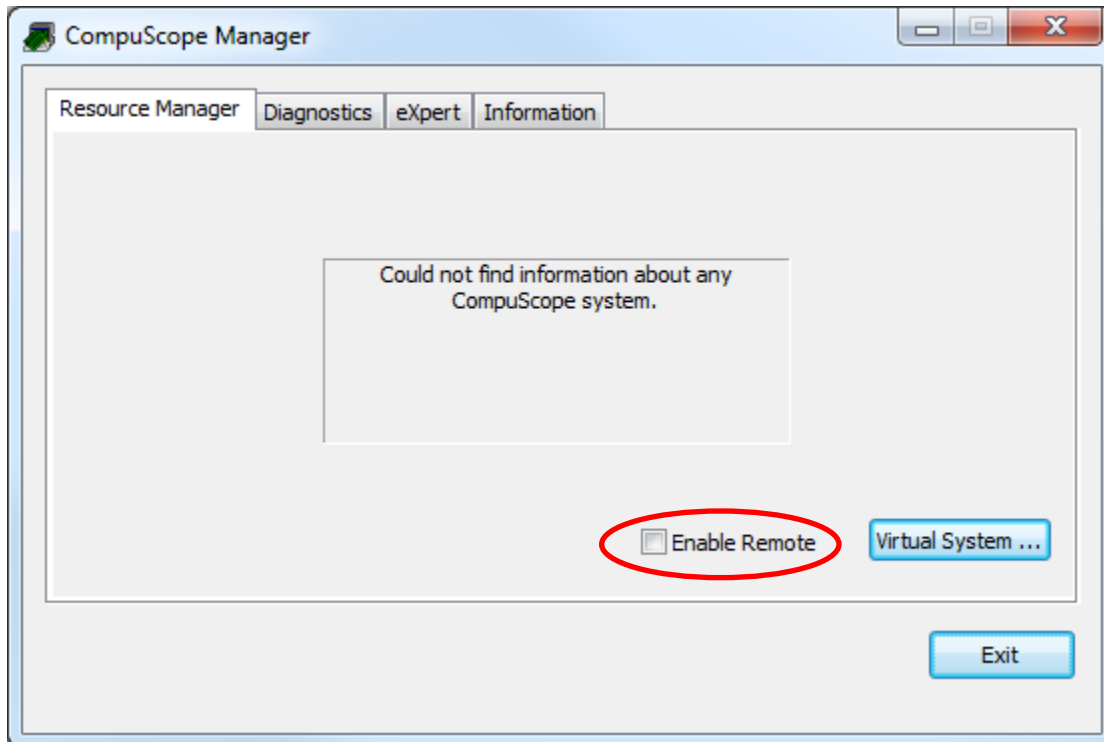 CompuScope Manager
Resource Manager
Diagnostics
eXpert
Information
Could not find information about any
CompuScope system.
Enable Remote
Virtual System ...
Exit